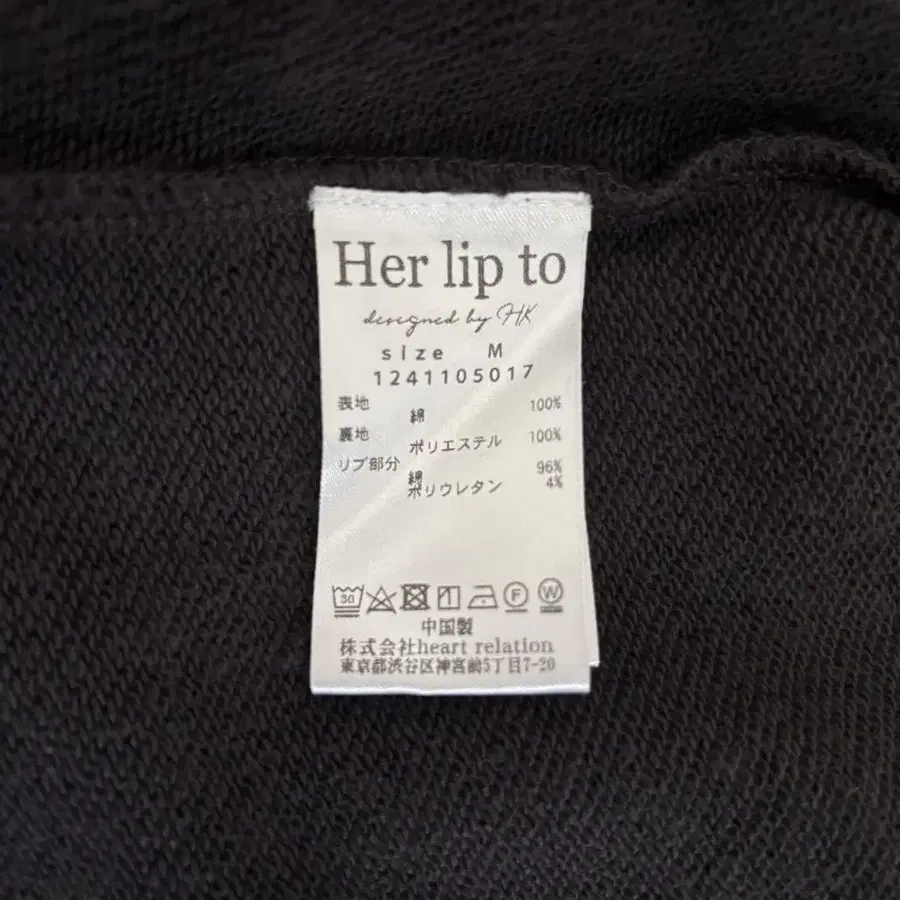 Her lip to
designed by HK
size M
1241105017
表地 綿 100%
裏地 ポリエステル 100%
リブ部分 綿 96%
ポリウレタン 4%
30 F W
中国製
株式会社heart relation
東京都渋谷区神宮前5丁目7-20